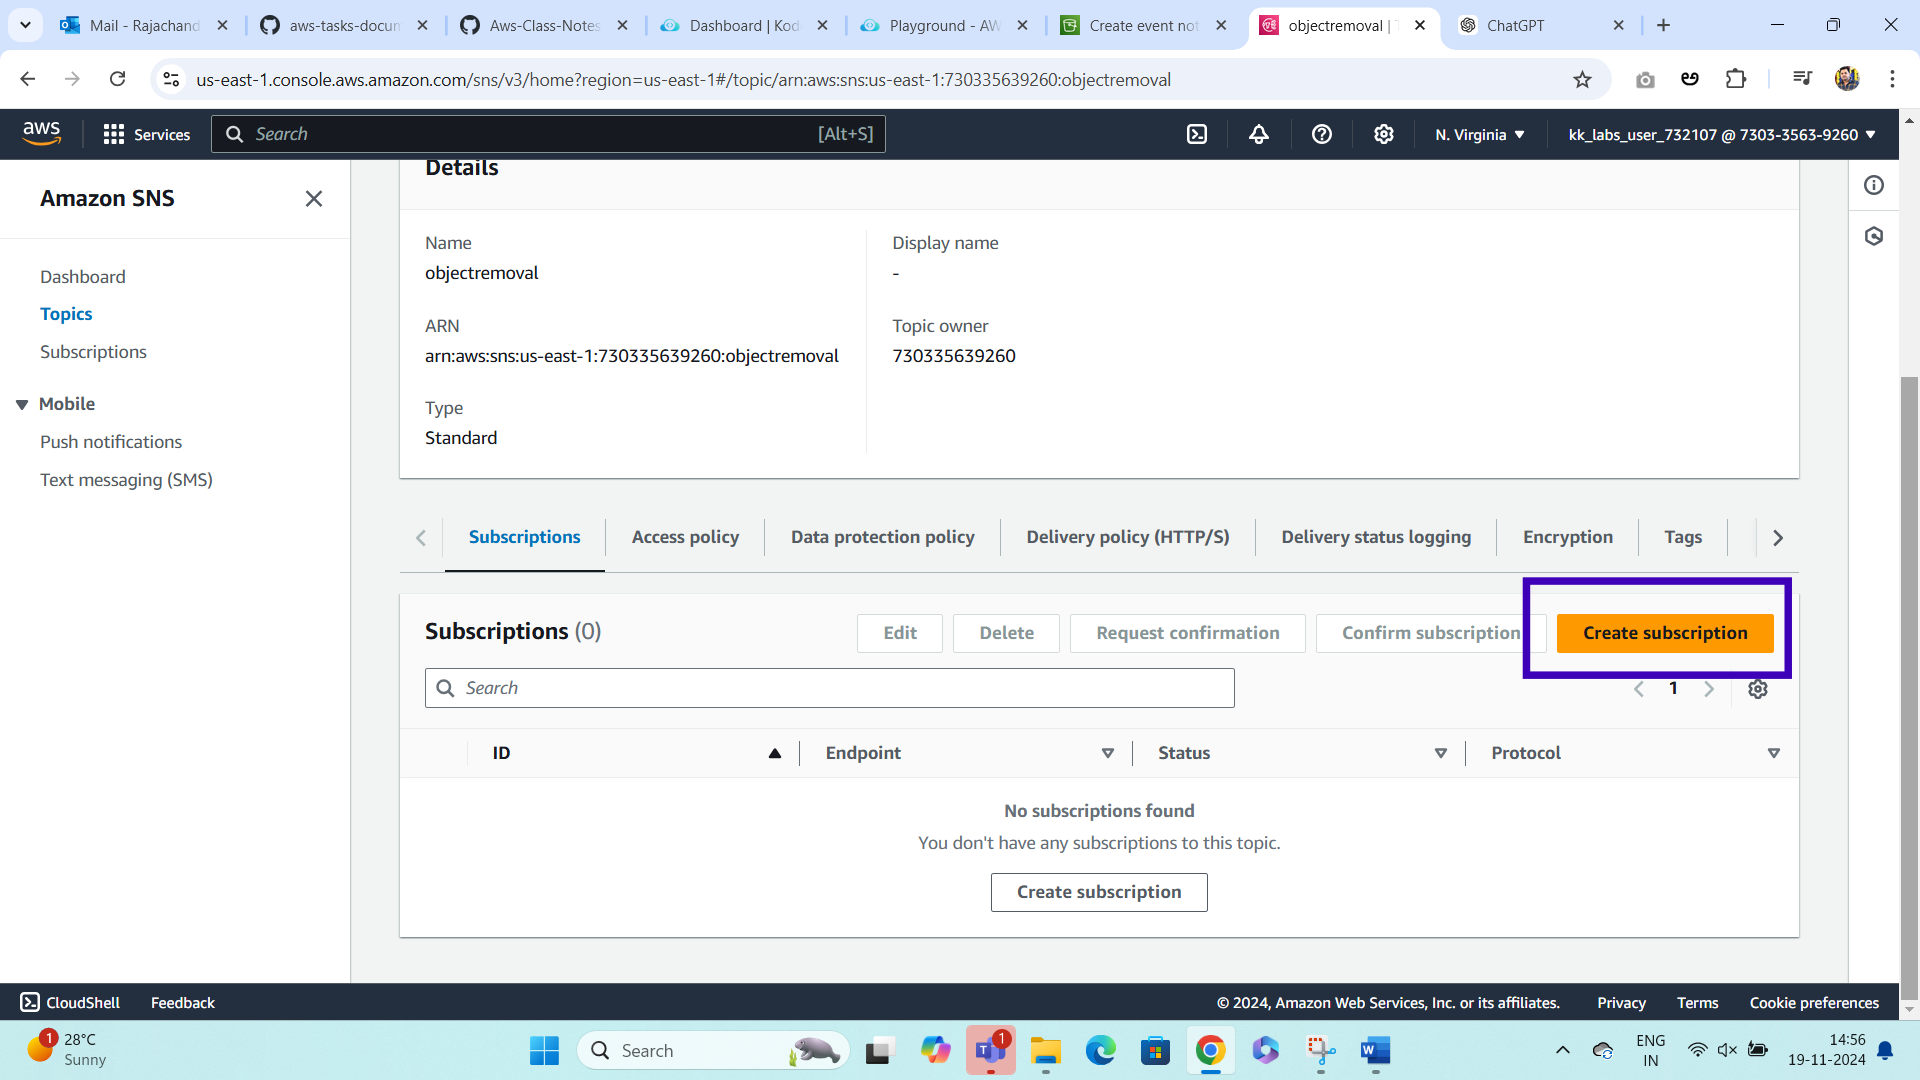 Mail - Rajachand
aws-tasks-docun
Aws-Class-Notes
Dashboard | Kod
Playground - AW
Create event not
objectremoval | T
ChatGPT
us-east-1.console.aws.amazon.com/sns/v3/home?region=us-east-1#/topic/arn:aws:sns:us-east-1:730335639260:objectremoval
aws
Services
Search
[Alt+S]
N. Virginia
kk_labs_user_732107 @ 7303-3563-9260
Amazon SNS
Dashboard
Topics
Subscriptions
Mobile
Push notifications
Text messaging (SMS)
Details
Name
objectremoval
Display name
-
ARN
arn:aws:sns:us-east-1:730335639260:objectremoval
Topic owner
730335639260
Type
Standard
Subscriptions
Access policy
Data protection policy
Delivery policy (HTTP/S)
Delivery status logging
Encryption
Tags
Subscriptions (0)
Edit
Delete
Request confirmation
Confirm subscription
Create subscription
Search
1
ID
Endpoint
Status
Protocol
No subscriptions found
You don't have any subscriptions to this topic.
Create subscription
CloudShell
Feedback
© 2024, Amazon Web Services, Inc. or its affiliates.
Privacy
Terms
Cookie preferences
1
28°C
Sunny
Search
1
ENG
IN
14:56
19-11-2024